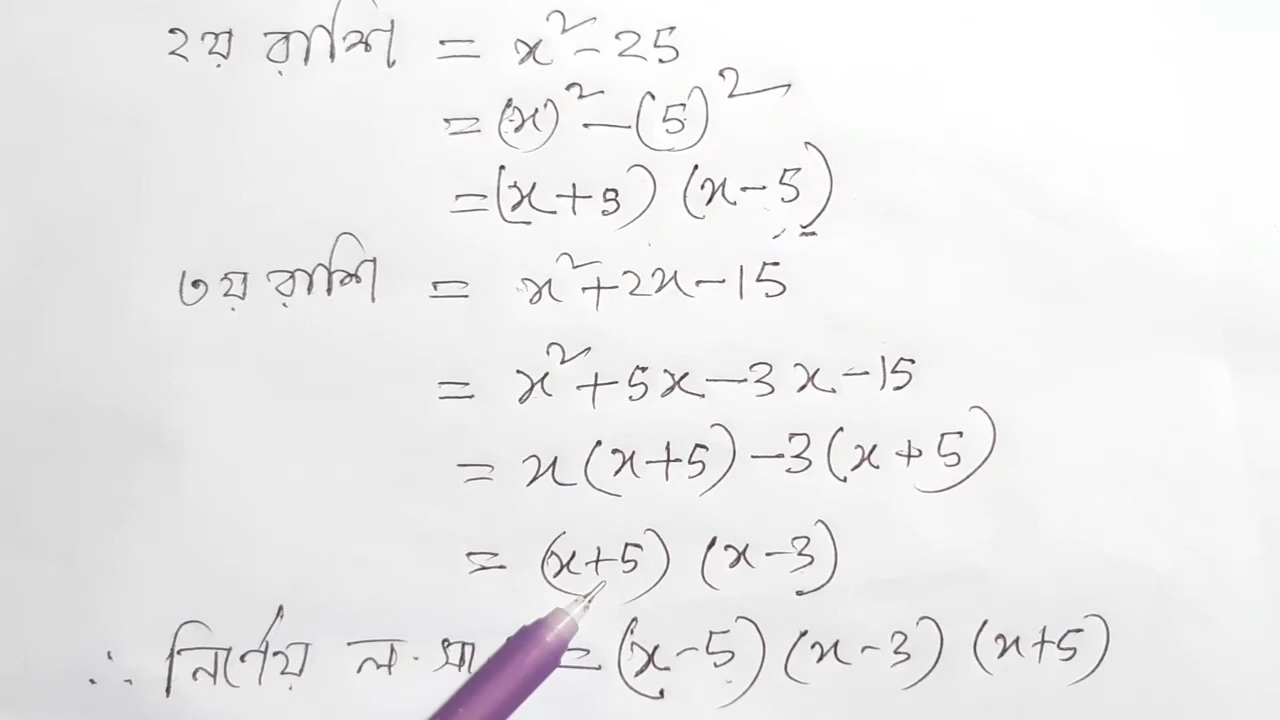 ২য় রাশি = x² - 25
= (x)² - (5)²
= (x+5) (x-5)
৩য় রাশি = x² + 2x - 15
= x² + 5x - 3x - 15
= x(x+5) - 3(x+5)
= (x+5) (x-3)
∴ নির্ণেয় ল.সা = (x-5) (x-3) (x+5)